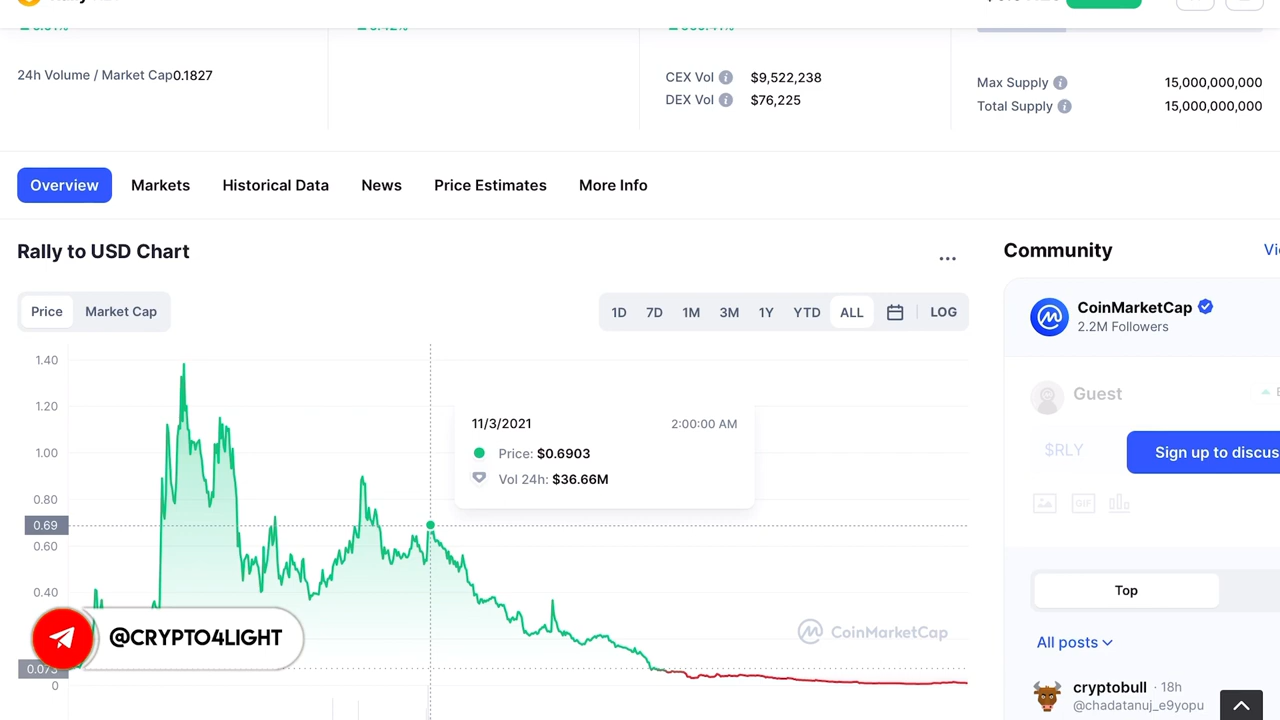 24h Volume / Market Cap 0.1827
CEX Vol $9,522,238
DEX Vol $76,225
Max Supply 15,000,000,000
Total Supply 15,000,000,000
Overview Markets Historical Data News Price Estimates More Info
Rally to USD Chart
...
Community
Price Market Cap
1D 7D 1M 3M 1Y YTD ALL LOG
CoinMarketCap
2.2M Followers
1.40
1.20
1.00
0.80
0.69
0.60
0.40
0
11/3/2021 2:00:00 AM
Price: $0.6903
Vol 24h: $36.66M
CoinMarketCap
@CRYPTO4LIGHT
Guest
$RLY
Sign up to discus
GIF
Top
All posts
cryptobull · 18h
@chadatanuj_e9yopu